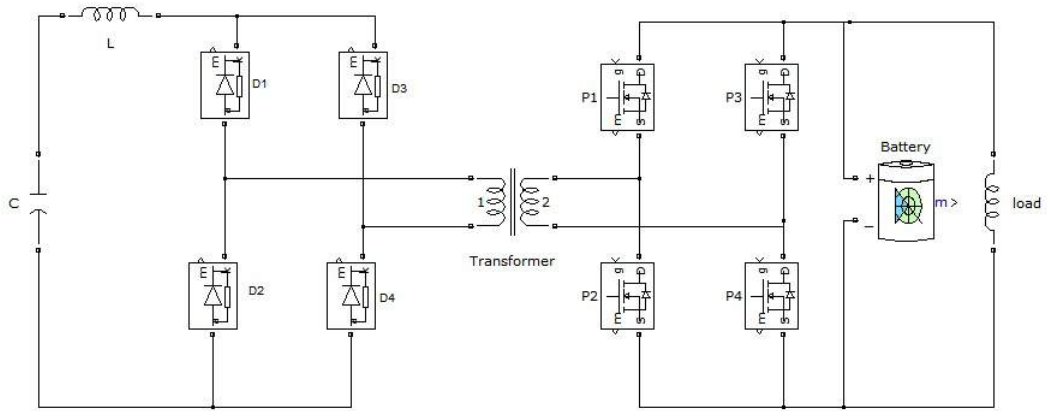 L
D1
D3
P1
P3
Battery
C
1
2
+
m >
load
−
Transformer
D2
D4
P2
P4
E
E
E
E
g
D
E
S
g
D
E
S
g
D
E
S
g
D
E
S